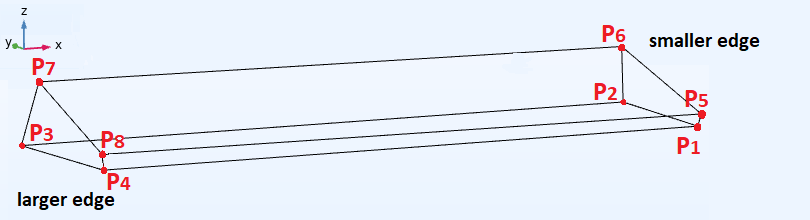 z
y
x
P7
P6
smaller edge
P2
P5
P3
P8
P1
P4
larger edge